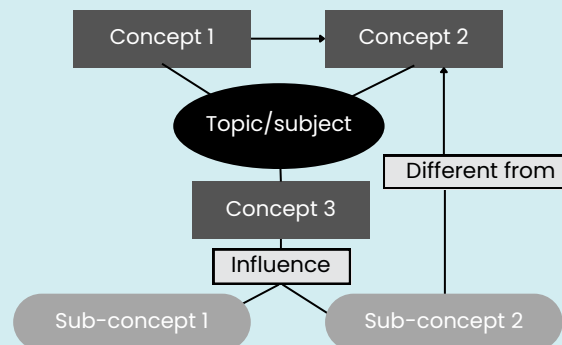 Concept 1
Concept 2
Topic/subject
Different from
Concept 3
Influence
Sub-concept 1
Sub-concept 2